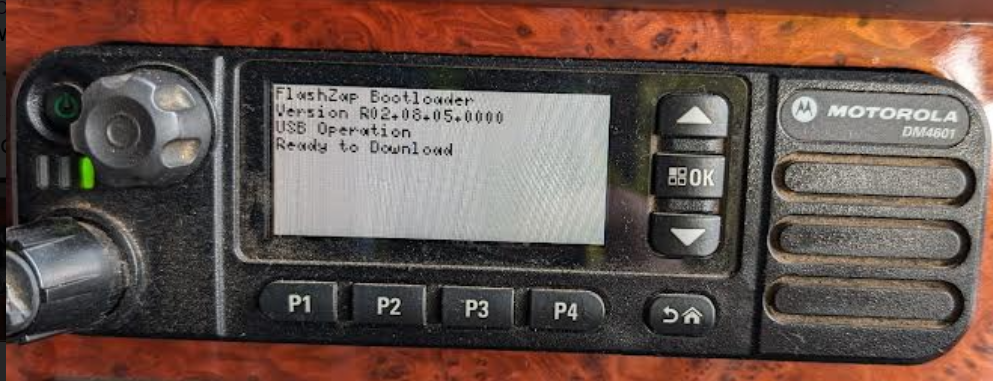 FlashZap Bootloader
Version R02.08.05.0000
USB Operation
Ready to Download
OK
MOTOROLA
DM4601
P1
P2
P3
P4